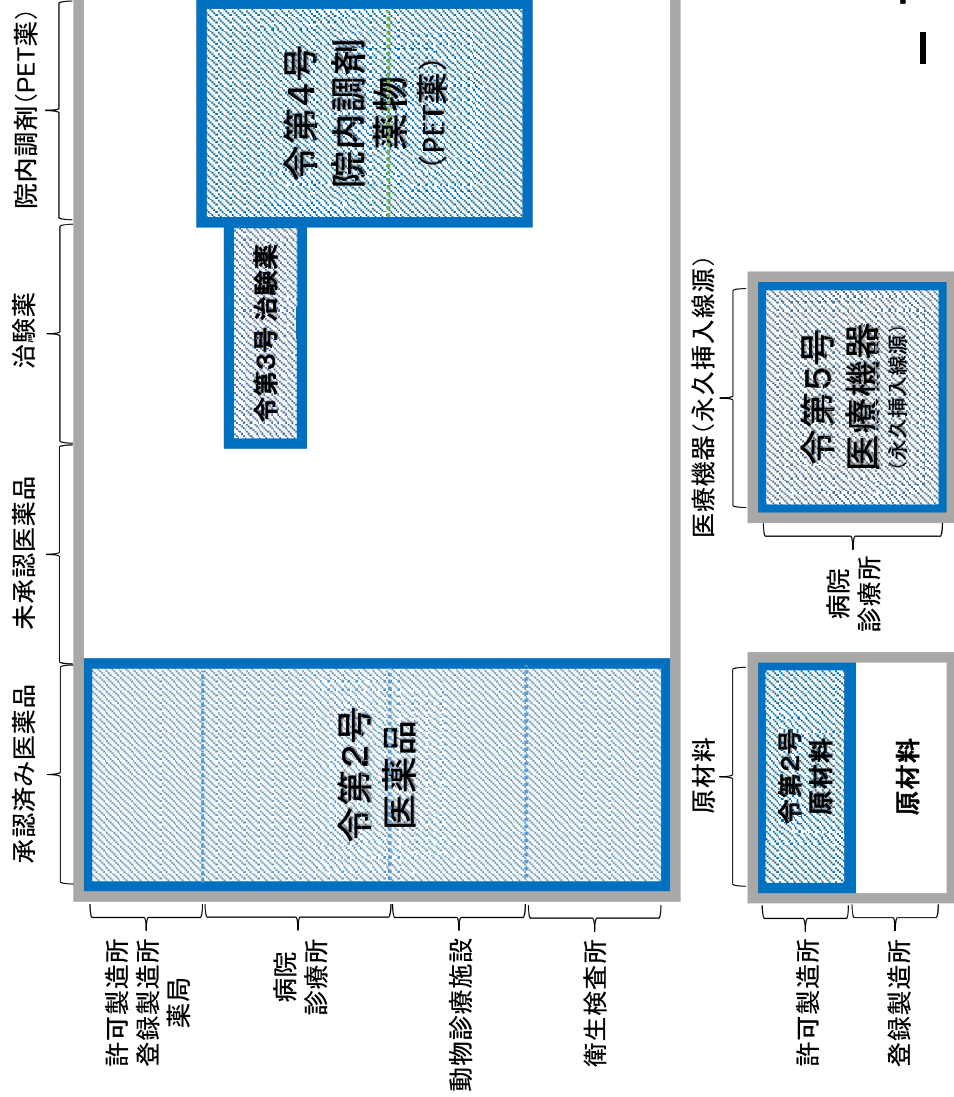 承認済み医薬品
未承認医薬品
治験薬
院内調剤(PET薬)
許可製造所
登録製造所
薬局
病院
診療所
動物診療施設
衛生検査所
令第2号
医薬品
令第3号 治験薬
令第4号
院内調剤
薬物
(PET薬)
原材料
許可製造所
登録製造所
令第2号
原材料
原材料
医療機器(永久挿入線源)
病院
診療所
令第5号
医療機器
(永久挿入線源)